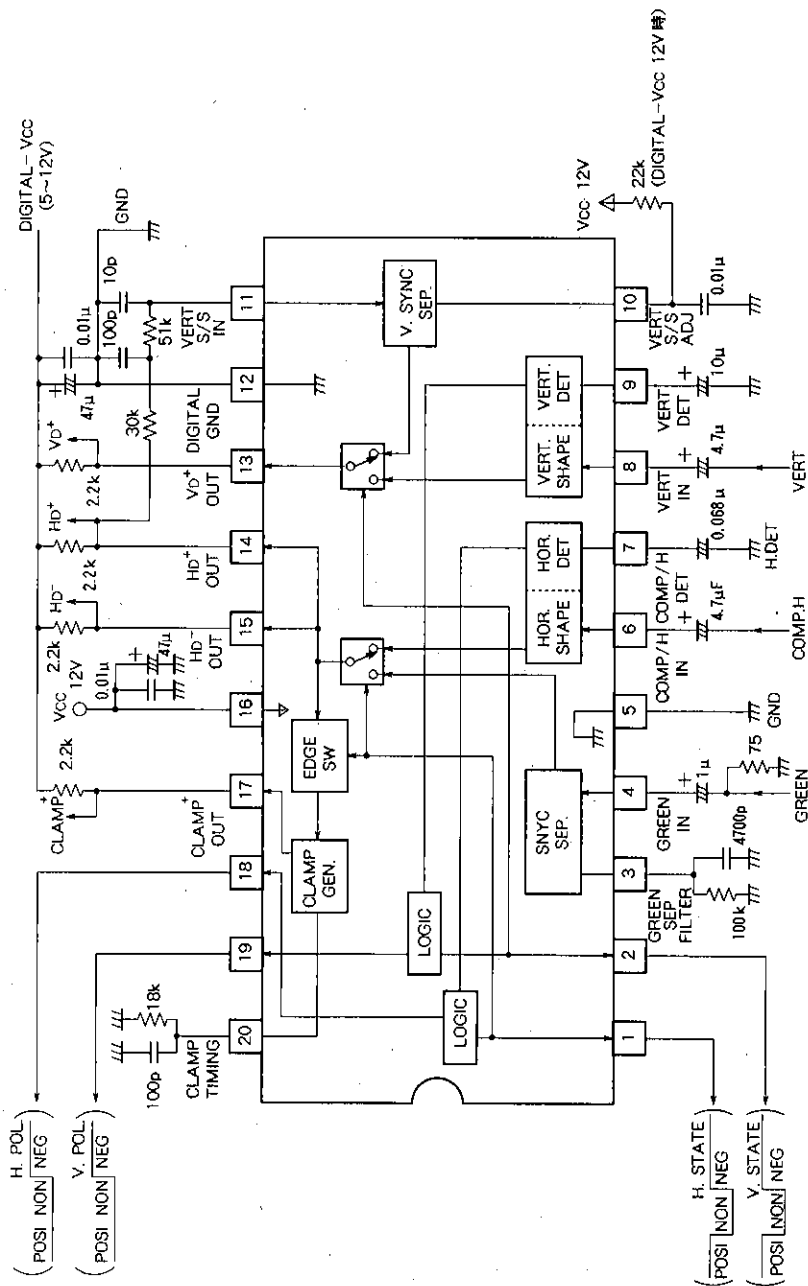 DIGITAL-VCC
(5~12V)
GND
10p
0.01μ
100p
51k
VERT
S/S
IN
11
+
47μ
30k
DIGITAL
GND
12
VD+
2.2k
VD+
OUT
13
HD+
2.2k
HD+
OUT
14
HD-
2.2k
HD-
OUT
15
VCC
12V
0.01μ
+
47μ
16
2.2k
CLAMP+
CLAMP+
OUT
17
18
19
18k
100p
CLAMP
TIMING
20
H. POL
(POSI NON NEG)
V. POL
(POSI NON NEG)
V. SYNC
SEP.
EDGE
SW
CLAMP
GEN.
VERT.
SHAPE
VERT.
DET
HOR.
SHAPE
HOR.
DET
SNYC
SEP.
LOGIC
LOGIC
VCC 12V
22k
(DIGITAL-VCC 12V 時)
10
VERT
S/S
ADJ
0.01μ
9
VERT
DET
+
10μ
8
VERT
IN
+
4.7μ
VERT
7
COMP/H
DET
0.068μ
H.DET
6
COMP/H
IN
+
4.7μF
COMP.H
5
GND
4
GREEN
IN
+
1μ
75
GREEN
3
GREEN
SEP
FILTER
4700p
100k
2
1
H. STATE
(POSI NON NEG)
V. STATE
(POSI NON NEG)